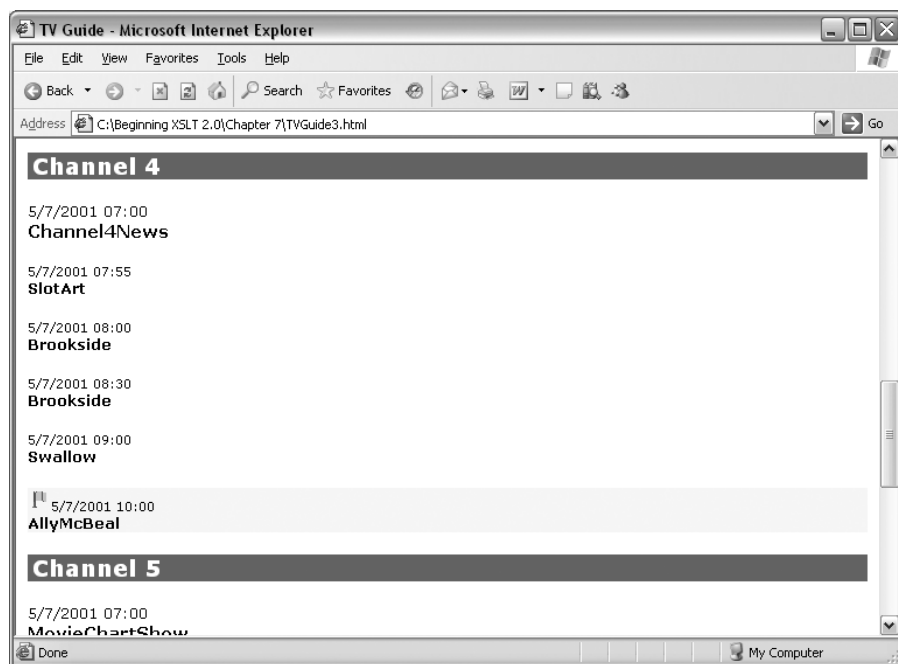 TV Guide - Microsoft Internet Explorer
File Edit View Favorites Tools Help
Back Search Favorites
Address C:\Beginning XSLT 2.0\Chapter 7\TVGuide3.html Go
Channel 4
5/7/2001 07:00
Channel4News
5/7/2001 07:55
SlotArt
5/7/2001 08:00
Brookside
5/7/2001 08:30
Brookside
5/7/2001 09:00
Swallow
5/7/2001 10:00
AllyMcBeal
Channel 5
5/7/2001 07:00
MovieChartShow
Done My Computer